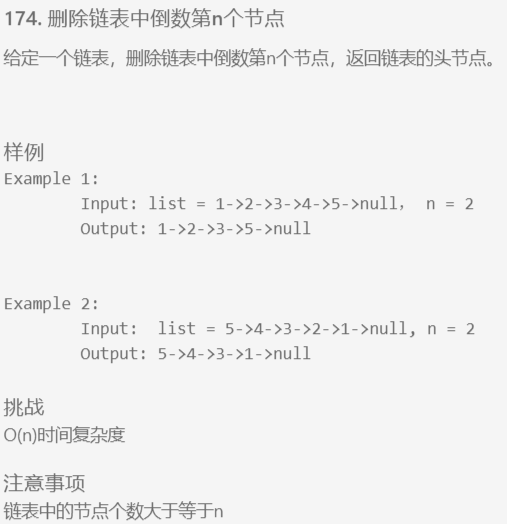 174. 删除链表中倒数第n个节点
给定一个链表，删除链表中倒数第n个节点，返回链表的头节点。
样例
Example 1:
Input: list = 1->2->3->4->5->null， n = 2
Output: 1->2->3->5->null
Example 2:
Input:  list = 5->4->3->2->1->null, n = 2
Output: 5->4->3->1->null
挑战
O(n)时间复杂度
注意事项
链表中的节点个数大于等于n